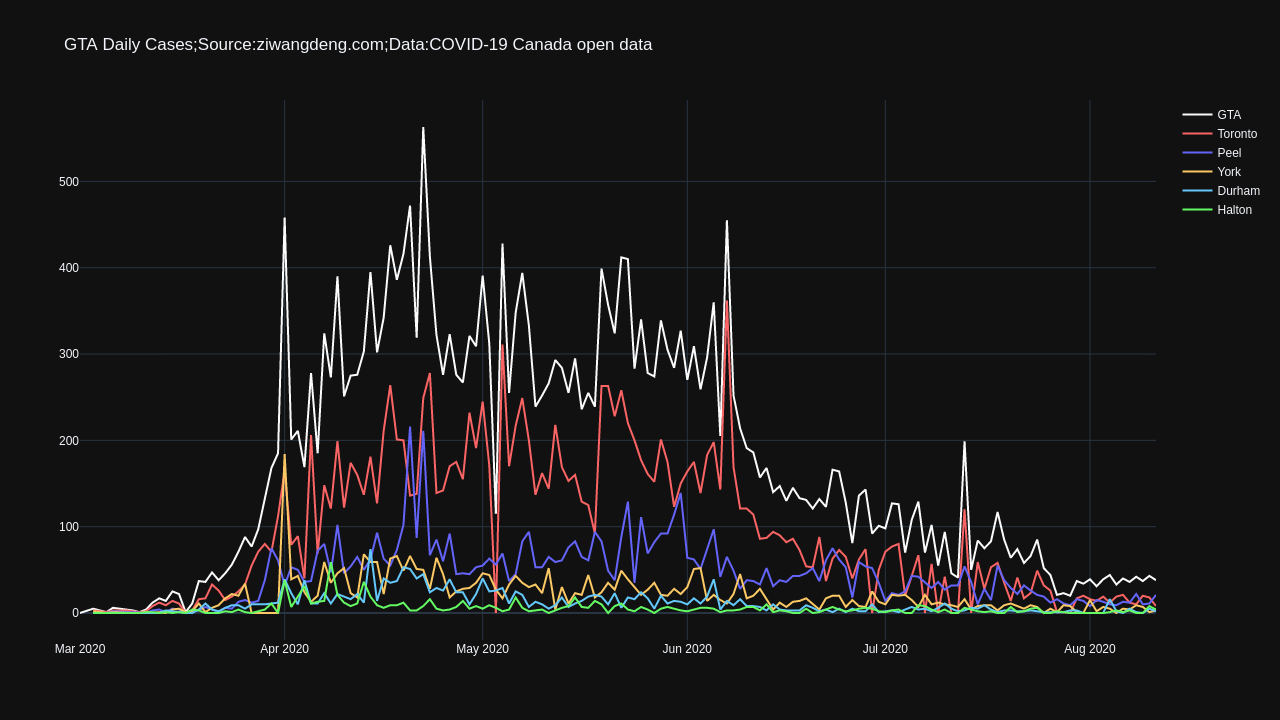 GTA Daily Cases;Source:ziwangdeng.com;Data:COVID-19 Canada open data
GTA
Toronto
Peel
York
Durham
Halton
500
400
300
200
100
0
Mar 2020 Apr 2020 May 2020 Jun 2020 Jul 2020 Aug 2020